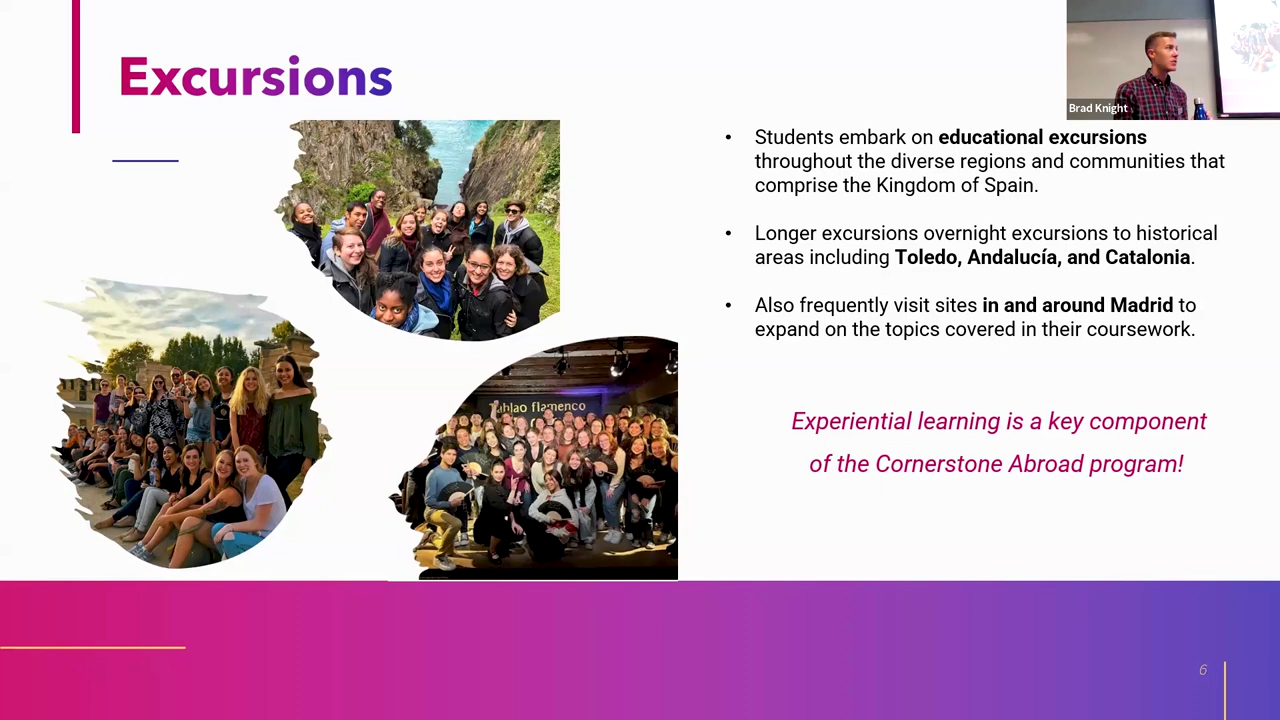 Excursions
Brad Knight
• Students embark on educational excursions
throughout the diverse regions and communities that
comprise the Kingdom of Spain.
• Longer excursions overnight excursions to historical
areas including Toledo, Andalucía, and Catalonia.
• Also frequently visit sites in and around Madrid to
expand on the topics covered in their coursework.
Experiential learning is a key component
of the Cornerstone Abroad program!
flamenco
6